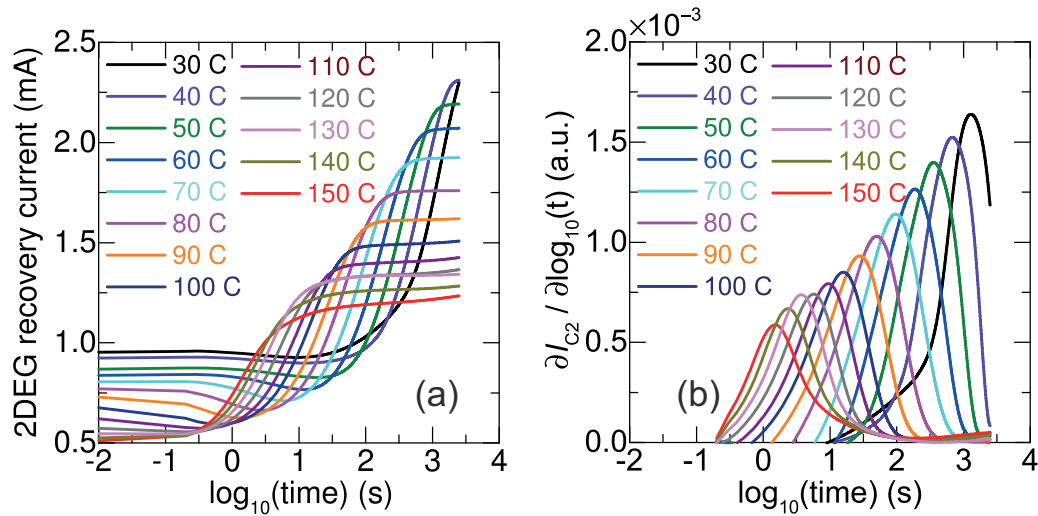 2DEG recovery current (mA)
2.5
2.0
1.5
1.0
0.5
30 C
40 C
50 C
60 C
70 C
80 C
90 C
100 C
110 C
120 C
130 C
140 C
150 C
(a)
−2 −1 0 1 2 3 4
log10(time) (s)
×10−3
∂IC2 / ∂log10(t) (a.u.)
2.0
1.5
1.0
0.5
0.0
30 C
40 C
50 C
60 C
70 C
80 C
90 C
100 C
110 C
120 C
130 C
140 C
150 C
(b)
−2 −1 0 1 2 3 4
log10(time) (s)